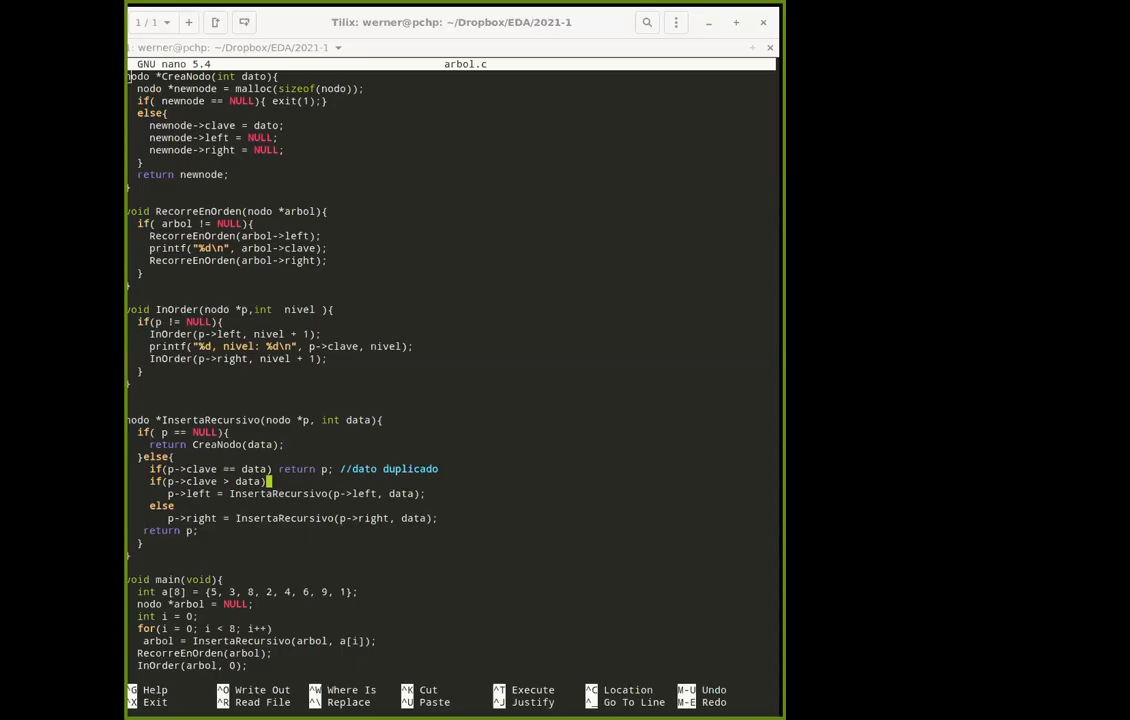 1 / 1
Tilix: werner@pchp: ~/Dropbox/EDA/2021-1
: werner@pchp: ~/Dropbox/EDA/2021-1
GNU nano 5.4 arbol.c
nodo *CreaNodo(int dato){
nodo *newnode = malloc(sizeof(nodo));
if( newnode == NULL){ exit(1);}
else{
newnode->clave = dato;
newnode->left = NULL;
newnode->right = NULL;
}
return newnode;
}
void RecorreEnOrden(nodo *arbol){
if( arbol != NULL){
RecorreEnOrden(arbol->left);
printf("%d\n", arbol->clave);
RecorreEnOrden(arbol->right);
}
}
void InOrder(nodo *p,int  nivel ){
if(p != NULL){
InOrder(p->left, nivel + 1);
printf("%d, nivel: %d\n", p->clave, nivel);
InOrder(p->right, nivel + 1);
}
}
nodo *InsertaRecursivo(nodo *p, int data){
if( p == NULL){
return CreaNodo(data);
}else{
if(p->clave == data) return p; //dato duplicado
if(p->clave > data)
p->left = InsertaRecursivo(p->left, data);
else
p->right = InsertaRecursivo(p->right, data);
return p;
}
}
void main(void){
int a[8] = {5, 3, 8, 2, 4, 6, 9, 1};
nodo *arbol = NULL;
int i = 0;
for(i = 0; i < 8; i++)
arbol = InsertaRecursivo(arbol, a[i]);
RecorreEnOrden(arbol);
InOrder(arbol, 0);
^G Help ^O Write Out ^W Where Is ^K Cut ^T Execute ^C Location M-U Undo
^X Exit ^R Read File ^\ Replace ^U Paste ^J Justify ^_ Go To Line M-E Redo